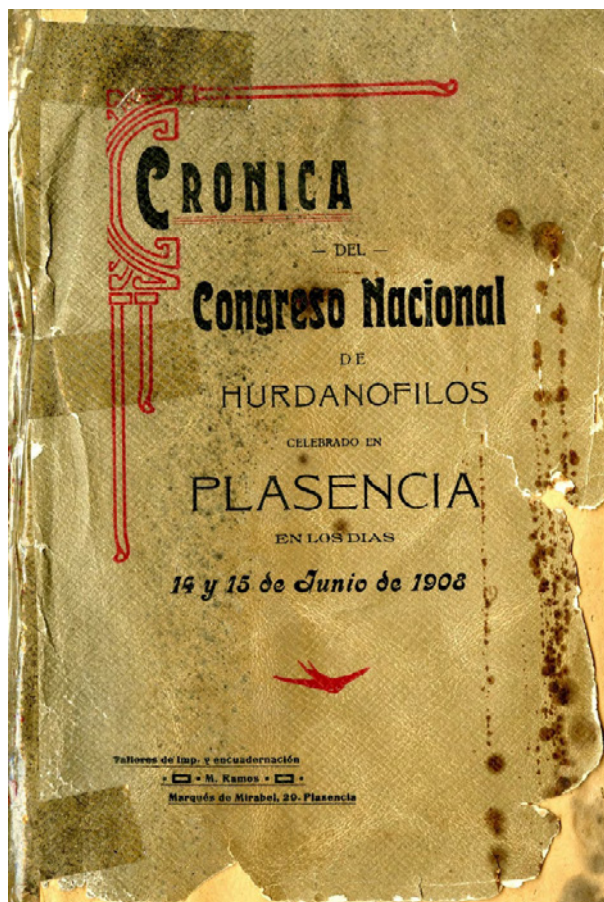 CRONICA
— DEL —
Congreso Nacional
DE
HURDANOFILOS
CELEBRADO EN
PLASENCIA
EN LOS DIAS
14 y 15 de Junio de 1908
Talleres de Imp. y encuadernación
M. Ramos
Marqués de Mirabel, 29.-Plasencia